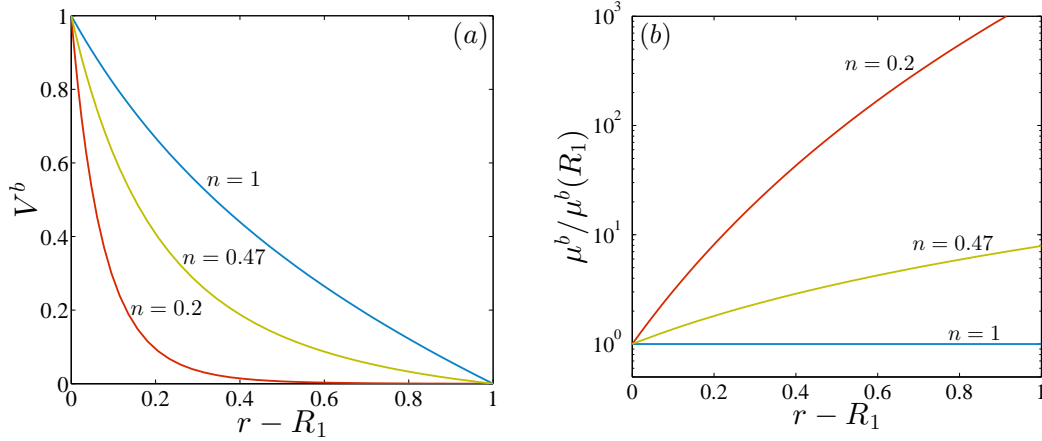 (a)
1
0.8
0.6
0.4
0.2
0
V^b
n = 1
n = 0.47
n = 0.2
0 0.2 0.4 0.6 0.8 1
r − R_1
(b)
10^3
10^2
10^1
10^0
μ^b/μ^b(R_1)
n = 0.2
n = 0.47
n = 1
0 0.2 0.4 0.6 0.8 1
r − R_1